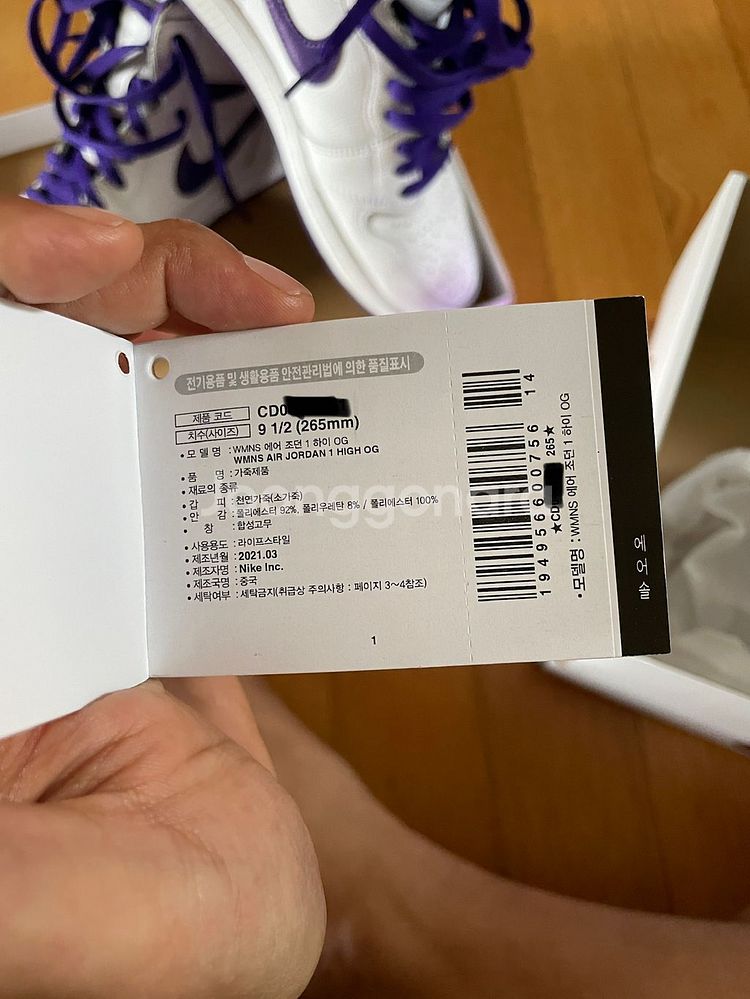 전기용품 및 생활용품 안전관리법에 의한 품질표시
제품 코드 CD0
치수(사이즈) 9 1/2 (265mm)
• 모 델 명 : WMNS 에어 조던 1 하이 OG
WMNS AIR JORDAN 1 HIGH OG
• 품 명 : 가죽제품
• 재료의 종류
• 갑 피 : 천연가죽(소가죽)
• 안 감 : 폴리에스터 92%, 폴리우레탄 8% / 폴리에스터 100%
• 창 : 합성고무
• 사용용도 : 라이프스타일
• 제조년월 : 2021.03
• 제조자명 : Nike Inc.
• 제조국명 : 중국
• 세탁여부 : 세탁금지(취급상 주의사항 : 페이지 3~4참조)
1
14
194956600756
★CD 265★
• 모델명 : WMNS 에어 조던 1 하이 OG
에어솔